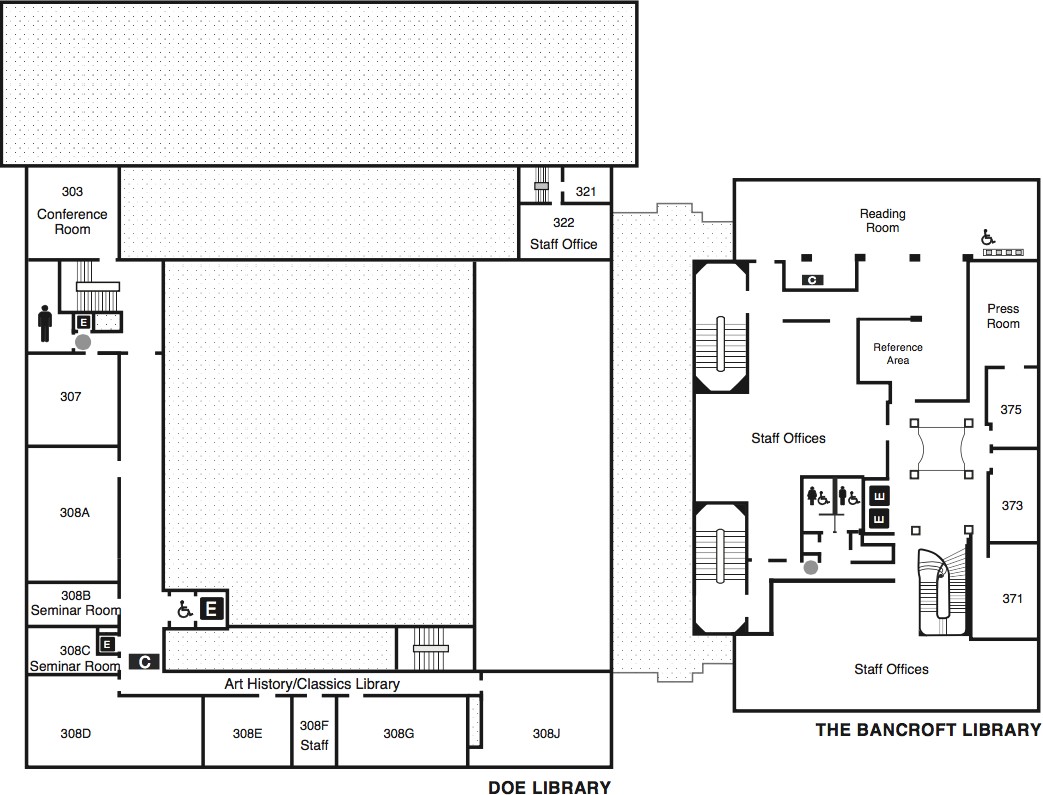 303
Conference
Room
321
322
Staff Office
E
307
308A
308B
Seminar Room
308C
Seminar Room
E
C
E
Art History/Classics Library
308D
308E
308F
Staff
308G
308J
DOE LIBRARY
Reading
Room
C
Press
Room
Reference
Area
375
Staff Offices
E
E
373
371
Staff Offices
THE BANCROFT LIBRARY